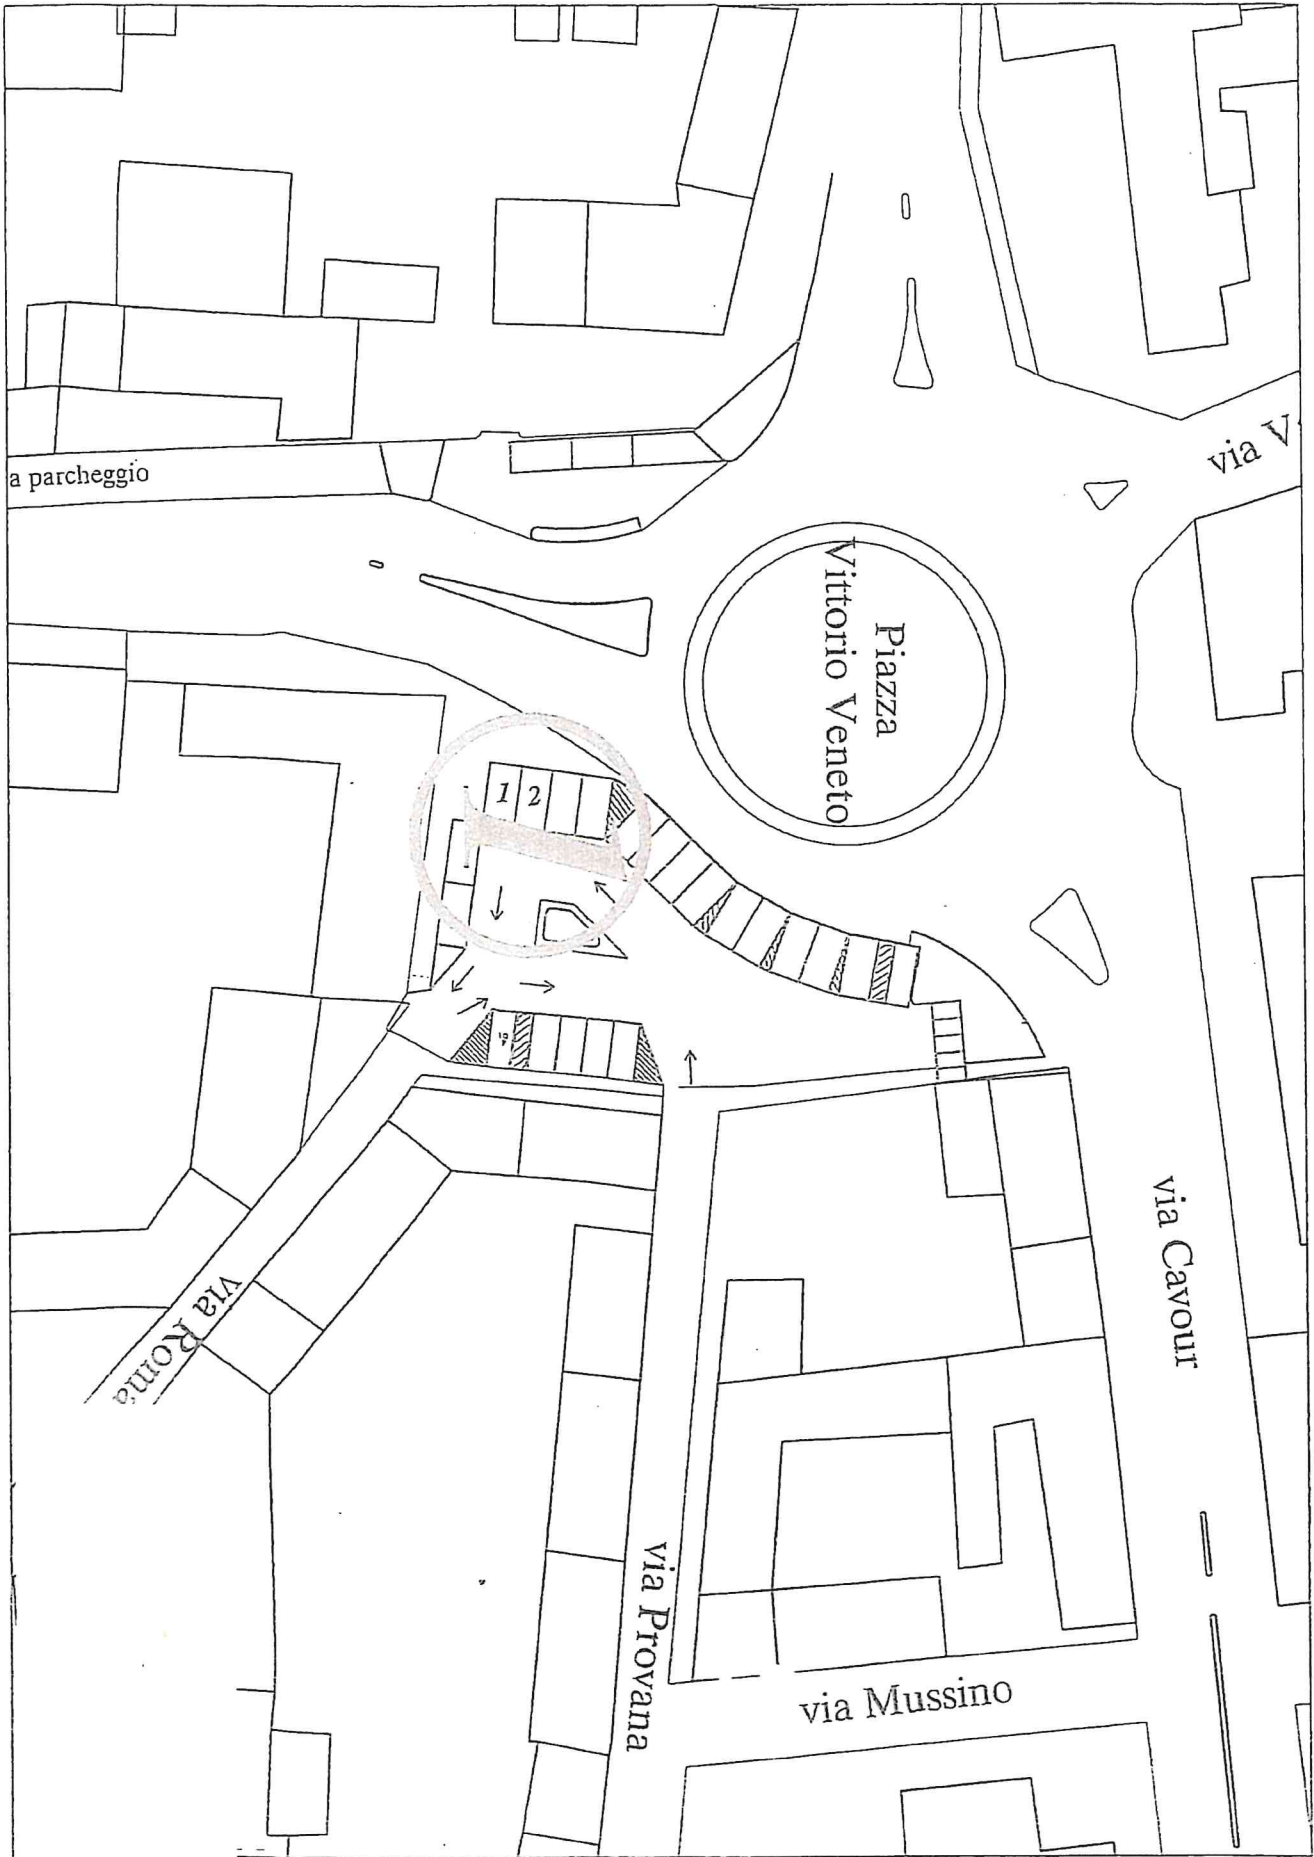 a parcheggio
via V
Piazza
Vittorio Veneto
1 2
via Cavour
via Roma
via Provana
via Mussino